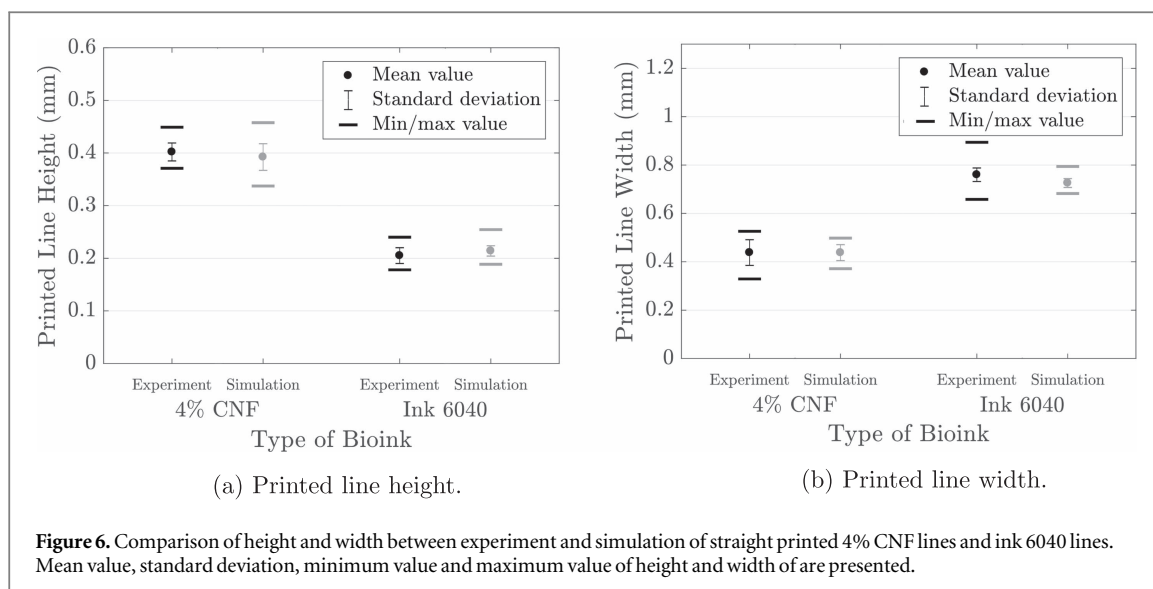 0.6
0.5
0.4
0.3
0.2
0.1
0
Printed Line Height (mm)
Mean value
Standard deviation
Min/max value
Experiment Simulation Experiment Simulation
4% CNF Ink 6040
Type of Bioink
(a) Printed line height.
1.2
1
0.8
0.6
0.4
0.2
0
Printed Line Width (mm)
Mean value
Standard deviation
Min/max value
Experiment Simulation Experiment Simulation
4% CNF Ink 6040
Type of Bioink
(b) Printed line width.
Figure 6. Comparison of height and width between experiment and simulation of straight printed 4% CNF lines and ink 6040 lines.
Mean value, standard deviation, minimum value and maximum value of height and width of are presented.